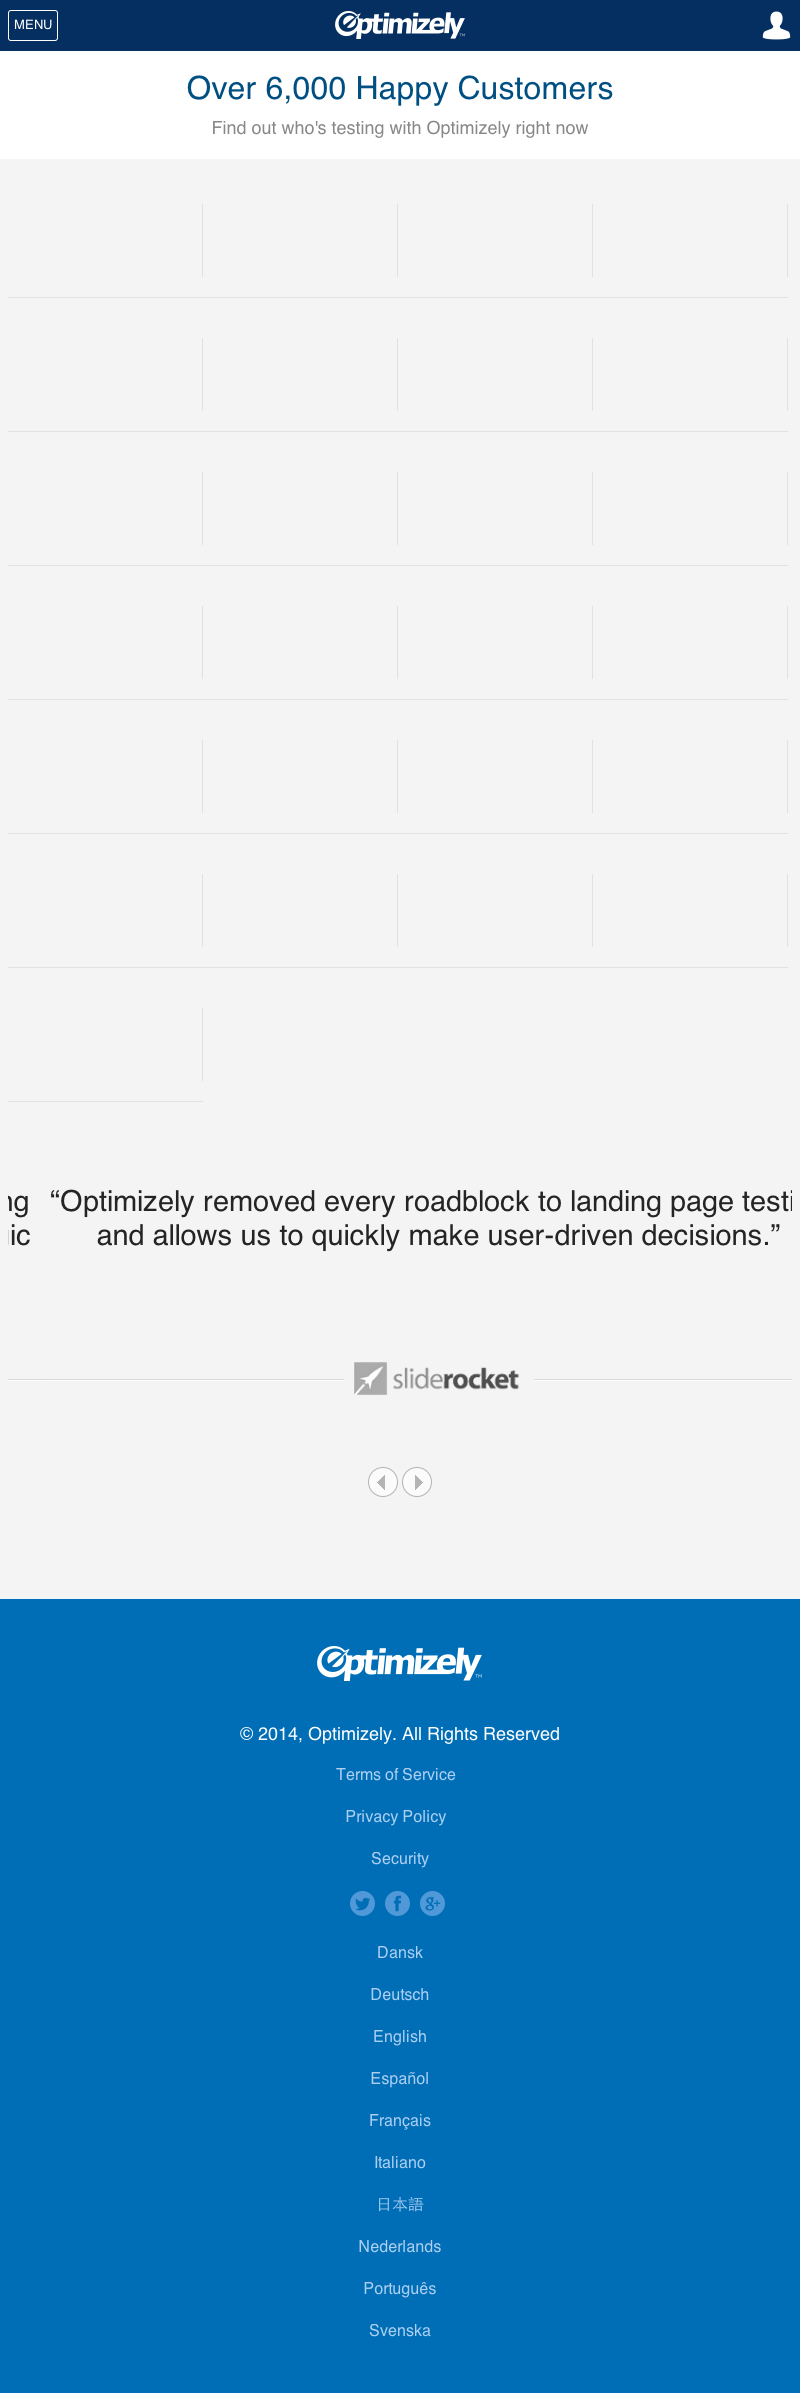 MENU
Optimizely
Over 6,000 Happy Customers
Find out who's testing with Optimizely right now
“Optimizely removed every roadblock to landing page testi
and allows us to quickly make user-driven decisions.”
sliderocket
Optimizely
© 2014, Optimizely. All Rights Reserved
Terms of Service
Privacy Policy
Security
Dansk
Deutsch
English
Español
Français
Italiano
日本語
Nederlands
Português
Svenska